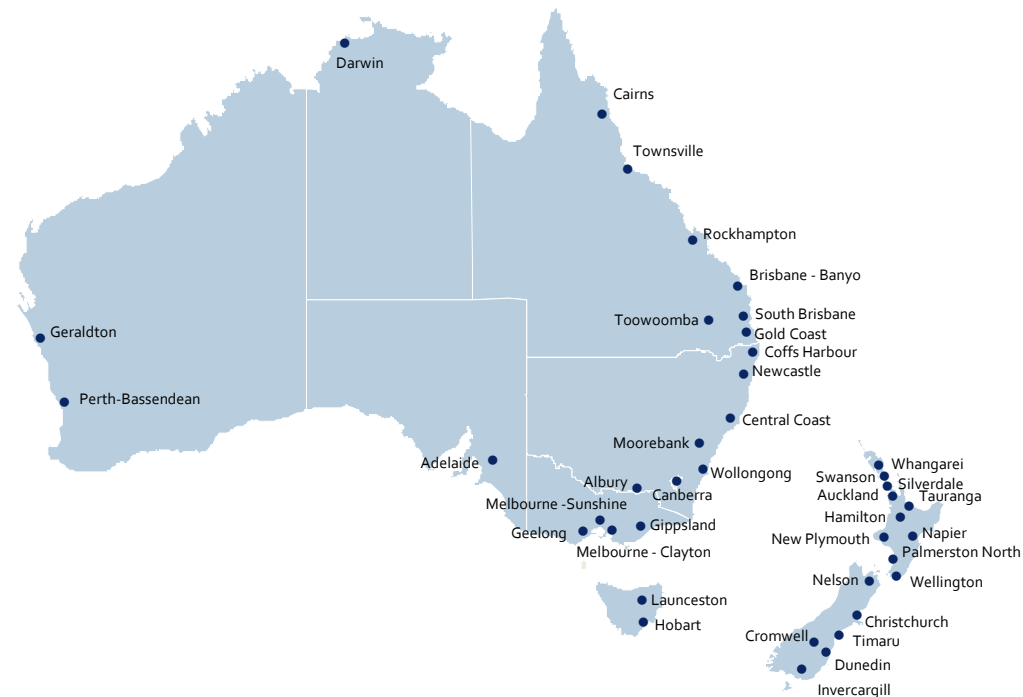 Darwin
Cairns
Townsville
Rockhampton
Brisbane - Banyo
South Brisbane
Toowoomba
Gold Coast
Geraldton
Coffs Harbour
Newcastle
Perth-Bassendean
Central Coast
Moorebank
Adelaide
Whangarei
Wollongong
Swanson
Albury
Silverdale
Canberra
Auckland
Tauranga
Melbourne -Sunshine
Hamilton
Gippsland
Geelong
Napier
New Plymouth
Melbourne - Clayton
Palmerston North
Nelson
Wellington
Launceston
Christchurch
Hobart
Cromwell
Timaru
Dunedin
Invercargill